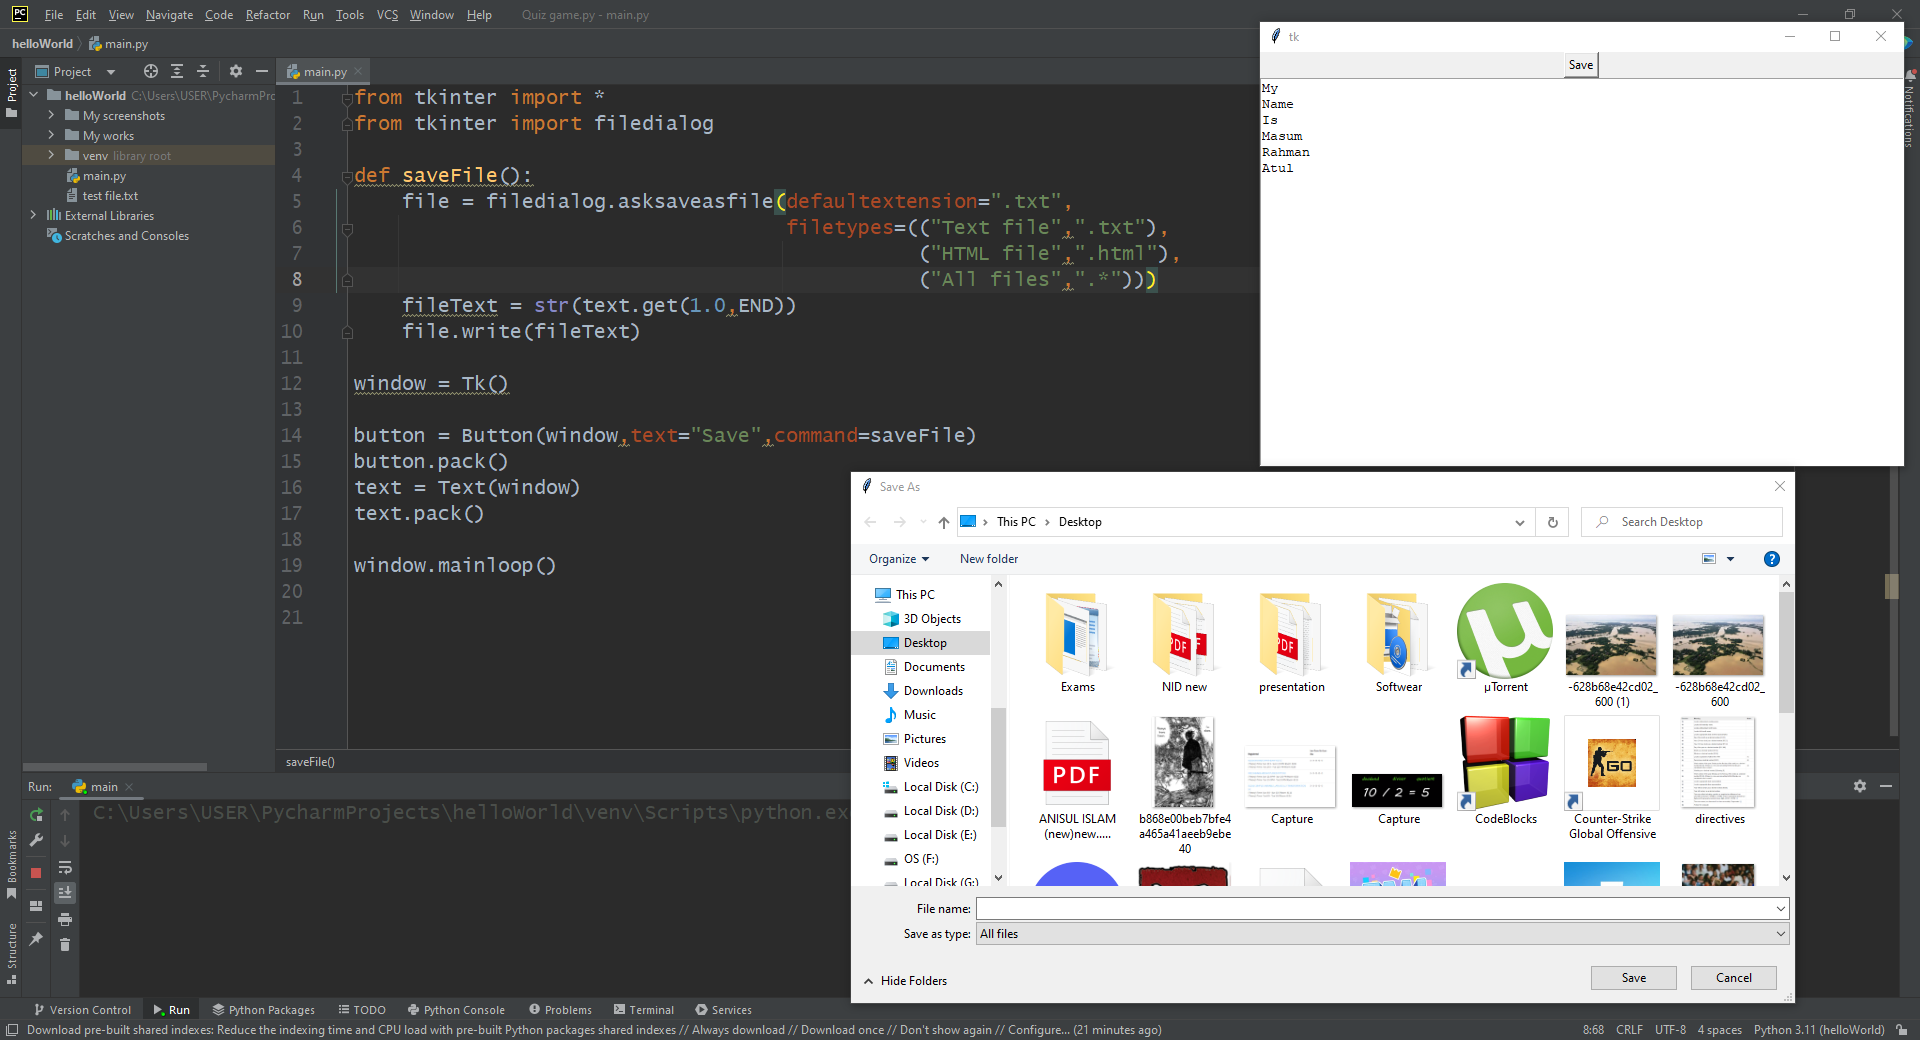 File Edit View Navigate Code Refactor Run Tools VCS Window Help Quiz game.py - main.py
helloWorld main.py
Project
Project
main.py
helloWorld C:\Users\USER\PycharmPro
My screenshots
My works
venv library root
main.py
test file.txt
External Libraries
Scratches and Consoles
1 from tkinter import *
2 from tkinter import filedialog
3
4 def saveFile():
5 file = filedialog.asksaveasfile(defaultextension=".txt",
6 filetypes=(("Text file",".txt"),
7 ("HTML file",".html"),
8 ("All files",".*")))
9 fileText = str(text.get(1.0,END))
10 file.write(fileText)
11
12 window = Tk()
13
14 button = Button(window,text="Save",command=saveFile)
15 button.pack()
16 text = Text(window)
17 text.pack()
18
19 window.mainloop()
20
21
saveFile()
tk
Save
My
Name
Is
Masum
Rahman
Atul
Notifications
Save As
This PC Desktop
Search Desktop
Organize New folder
This PC
3D Objects
Desktop
Documents
Downloads
Music
Pictures
Videos
Local Disk (C:)
Local Disk (D:)
Local Disk (E:)
OS (F:)
Local Disk (G:)
Exams
NID new
presentation
Softwear
µTorrent
-628b68e42cd02_
600 (1)
-628b68e42cd02_
600
PDF
ANISUL ISLAM
(new)new.....
b868e00beb7bfe4
a465a41aeeb9ebe
40
Capture
10 / 2 = 5
Capture
CodeBlocks
GO
Counter-Strike
Global Offensive
directives
File name:
Save as type: All files
Hide Folders
Save Cancel
Run: main
C:\Users\USER\PycharmProjects\helloWorld\venv\Scripts\python.ex
Bookmarks
Structure
Version Control Run Python Packages TODO Python Console Problems Terminal Services
Download pre-built shared indexes: Reduce the indexing time and CPU load with pre-built Python packages shared indexes // Always download // Download once // Don't show again // Configure... (21 minutes ago)
8:68 CRLF UTF-8 4 spaces Python 3.11 (helloWorld)